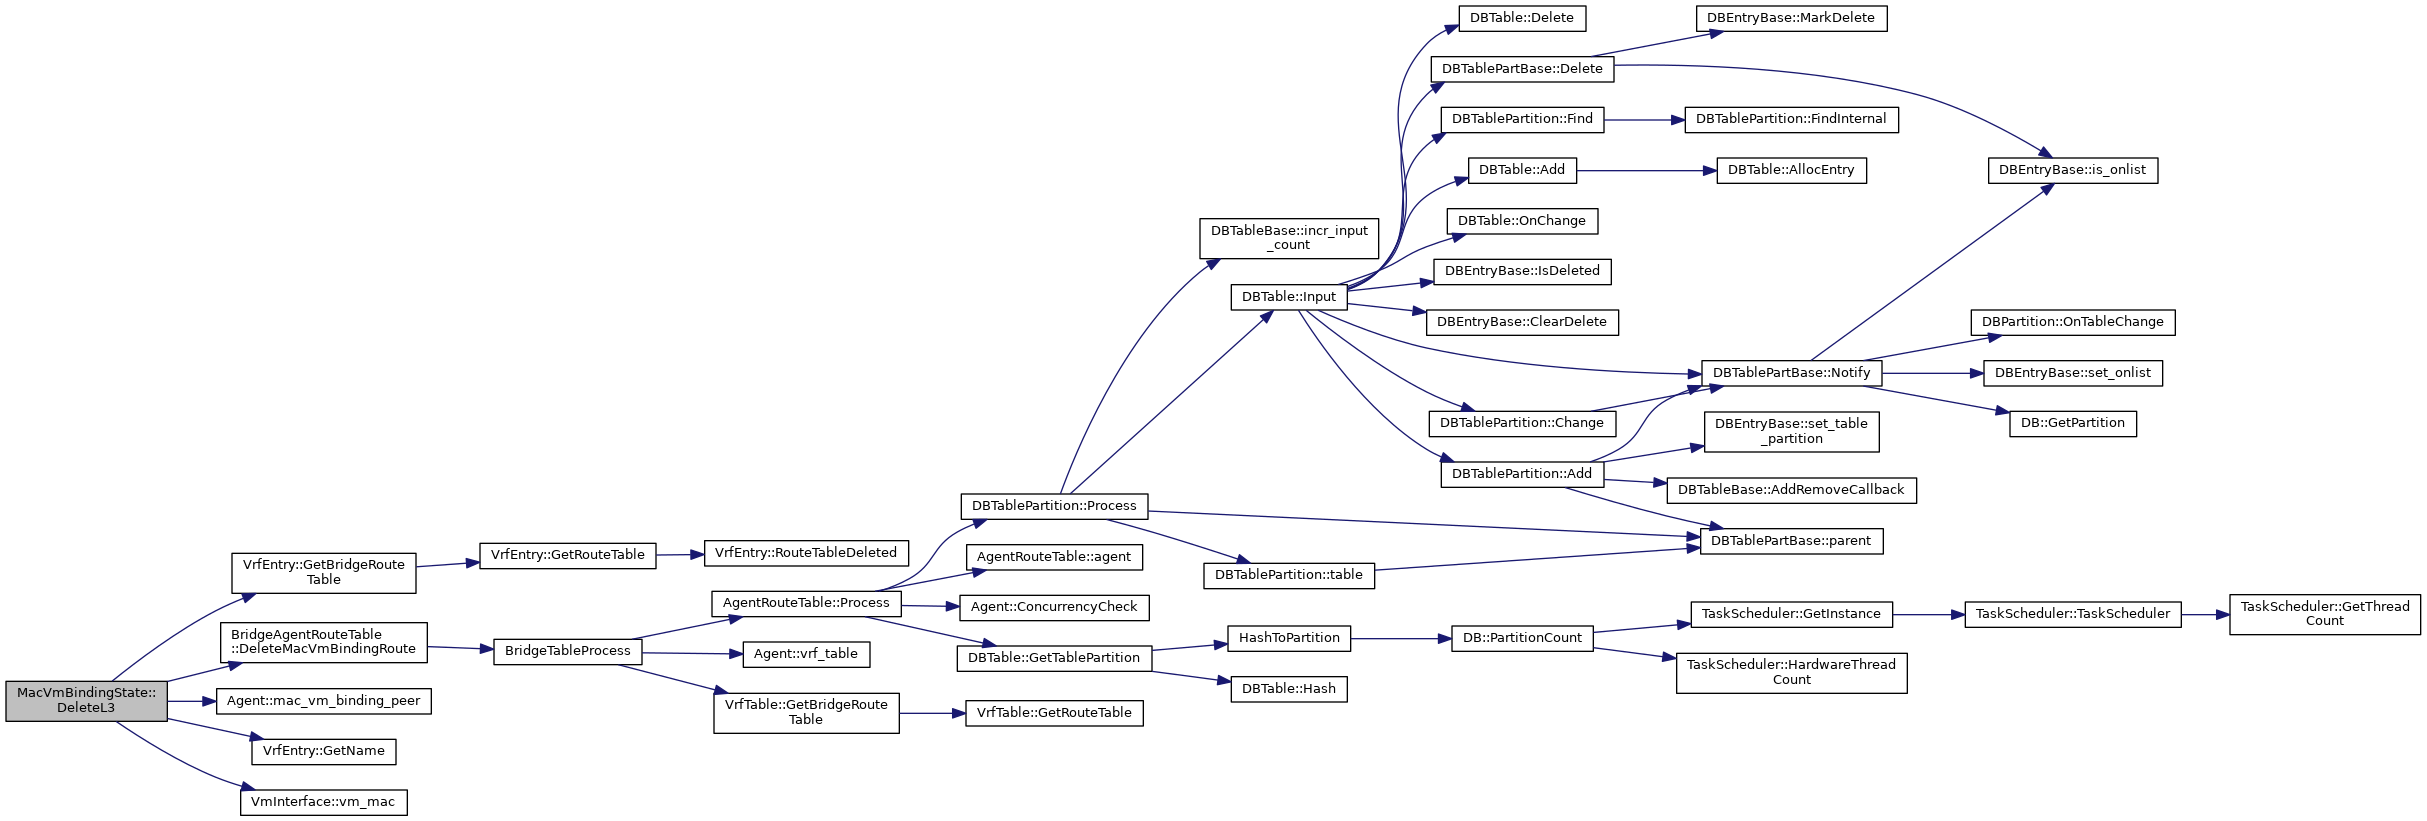 DBTable::Delete
DBEntryBase::MarkDelete
DBTablePartBase::Delete
DBTablePartition::Find
DBTablePartition::FindInternal
DBTable::Add
DBTable::AllocEntry
DBEntryBase::is_onlist
DBTable::OnChange
DBTableBase::incr_input
_count
DBEntryBase::IsDeleted
DBTable::Input
DBEntryBase::ClearDelete
DBPartition::OnTableChange
DBTablePartBase::Notify
DBEntryBase::set_onlist
DBTablePartition::Change
DBEntryBase::set_table
_partition
DB::GetPartition
DBTablePartition::Add
DBTableBase::AddRemoveCallback
DBTablePartition::Process
DBTablePartBase::parent
VrfEntry::GetBridgeRoute
Table
VrfEntry::GetRouteTable
VrfEntry::RouteTableDeleted
AgentRouteTable::agent
DBTablePartition::table
AgentRouteTable::Process
Agent::ConcurrencyCheck
TaskScheduler::GetInstance
TaskScheduler::TaskScheduler
TaskScheduler::GetThread
Count
BridgeAgentRouteTable
::DeleteMacVmBindingRoute
BridgeTableProcess
Agent::vrf_table
DBTable::GetTablePartition
HashToPartition
DB::PartitionCount
TaskScheduler::HardwareThread
Count
DBTable::Hash
MacVmBindingState::
DeleteL3
Agent::mac_vm_binding_peer
VrfTable::GetBridgeRoute
Table
VrfTable::GetRouteTable
VrfEntry::GetName
VmInterface::vm_mac